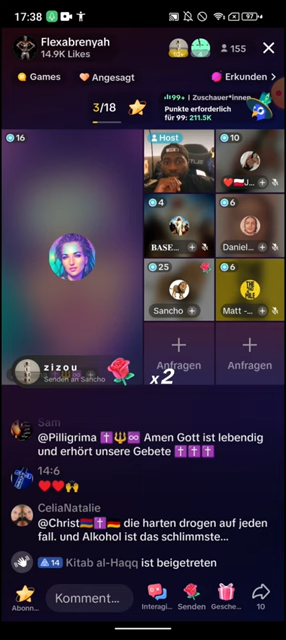 17:38
97
Flexabrenyah
14.9K Likes
155
Games
Angesagt
Erkunden >
3/18
99+ | Zuschauer*innen
Punkte erforderlich
für 99: 211.5K
16
Host
10
J...
4
BASE...
6
Daniel...
25
Sancho
6
Matt -...
Anfragen
Anfragen
zizou
Senden an Sancho
x2
Sam
@Pilligrima ✝️🔱♾️ Amen Gott ist lebendig
und erhört unsere Gebete ✝️✝️✝️
14:6
❤️❤️🙌
CeliaNatalie
@Christ🇦🇲✝️🇩🇪 die harten drogen auf jeden
fall. und Alkohol ist das schlimmste...
14 Kitab al-Haqq ist beigetreten
Abonn...
Komment...
Interagi...
Senden
Gesche...
10